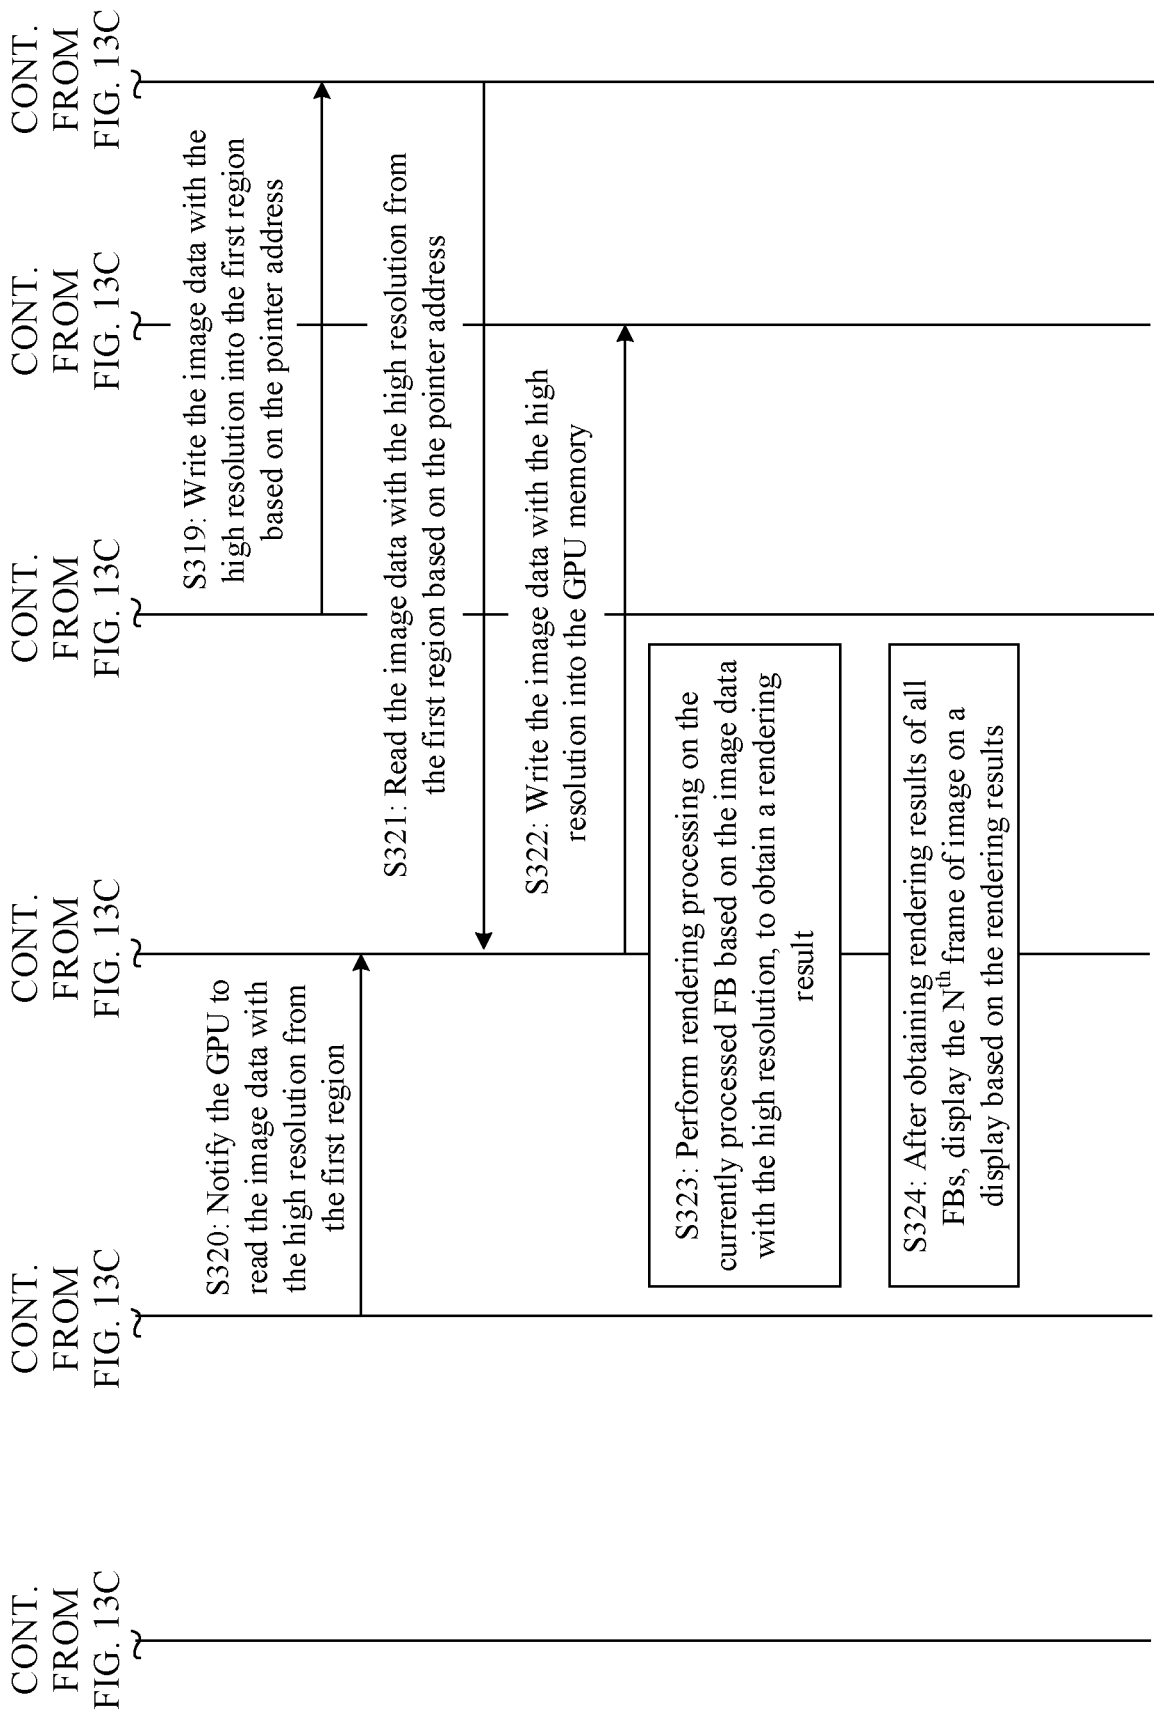 CONT.
FROM
FIG. 13C
CONT.
FROM
FIG. 13C
CONT.
FROM
FIG. 13C
CONT.
FROM
FIG. 13C
CONT.
FROM
FIG. 13C
CONT.
FROM
FIG. 13C
S319: Write the image data with the
high resolution into the first region
based on the pointer address
S320: Notify the GPU to
read the image data with
the high resolution from
the first region
S321: Read the image data with the high resolution from
the first region based on the pointer address
S322: Write the image data with the high
resolution into the GPU memory
S323: Perform rendering processing on the
currently processed FB based on the image data
with the high resolution, to obtain a rendering
result
S324: After obtaining rendering results of all
FBs, display the Nth frame of image on a
display based on the rendering results